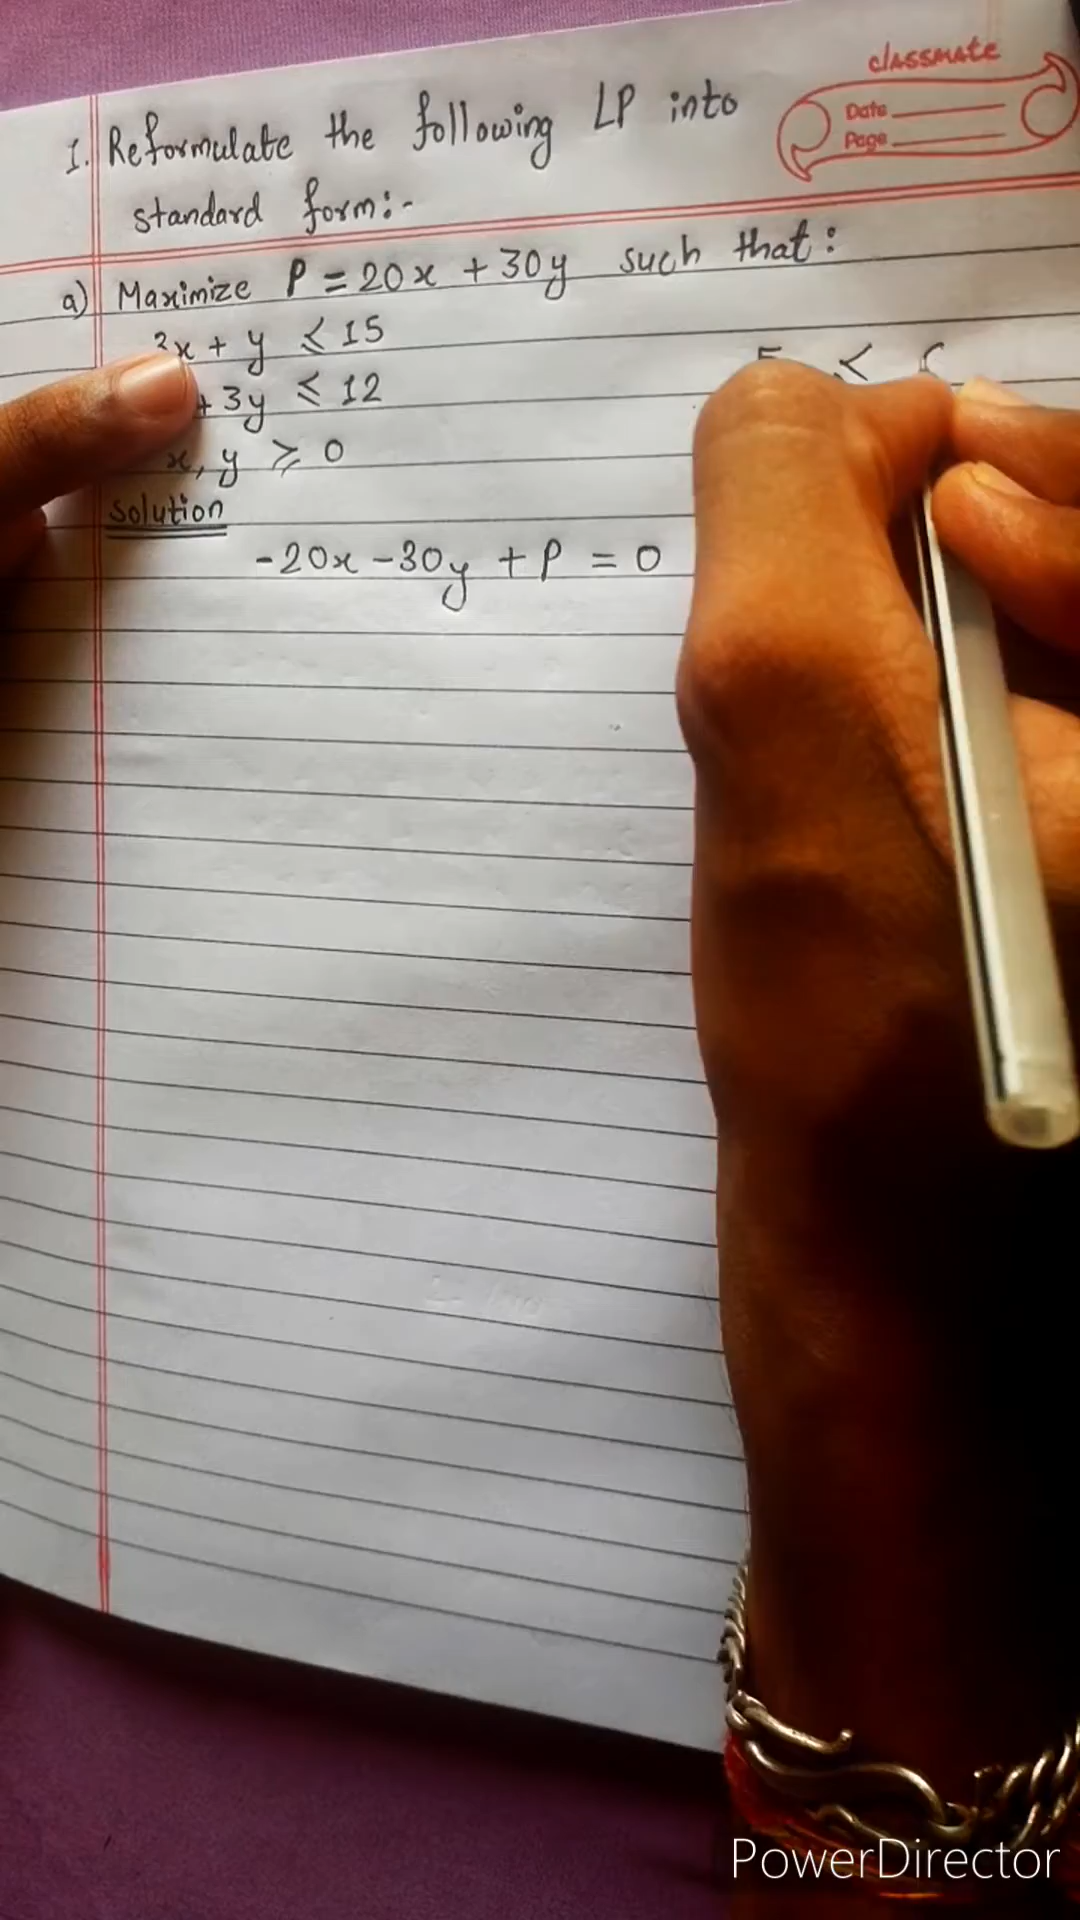 classmate
Date
Page
1. Reformulate the following LP into
standard form:-
a) Maximize P = 20x + 30y such that:
3x + y ⩽ 15
+ 3y ⩽ 12
x, y ⩾ 0
Solution
-20x - 30y + P = 0
PowerDirector